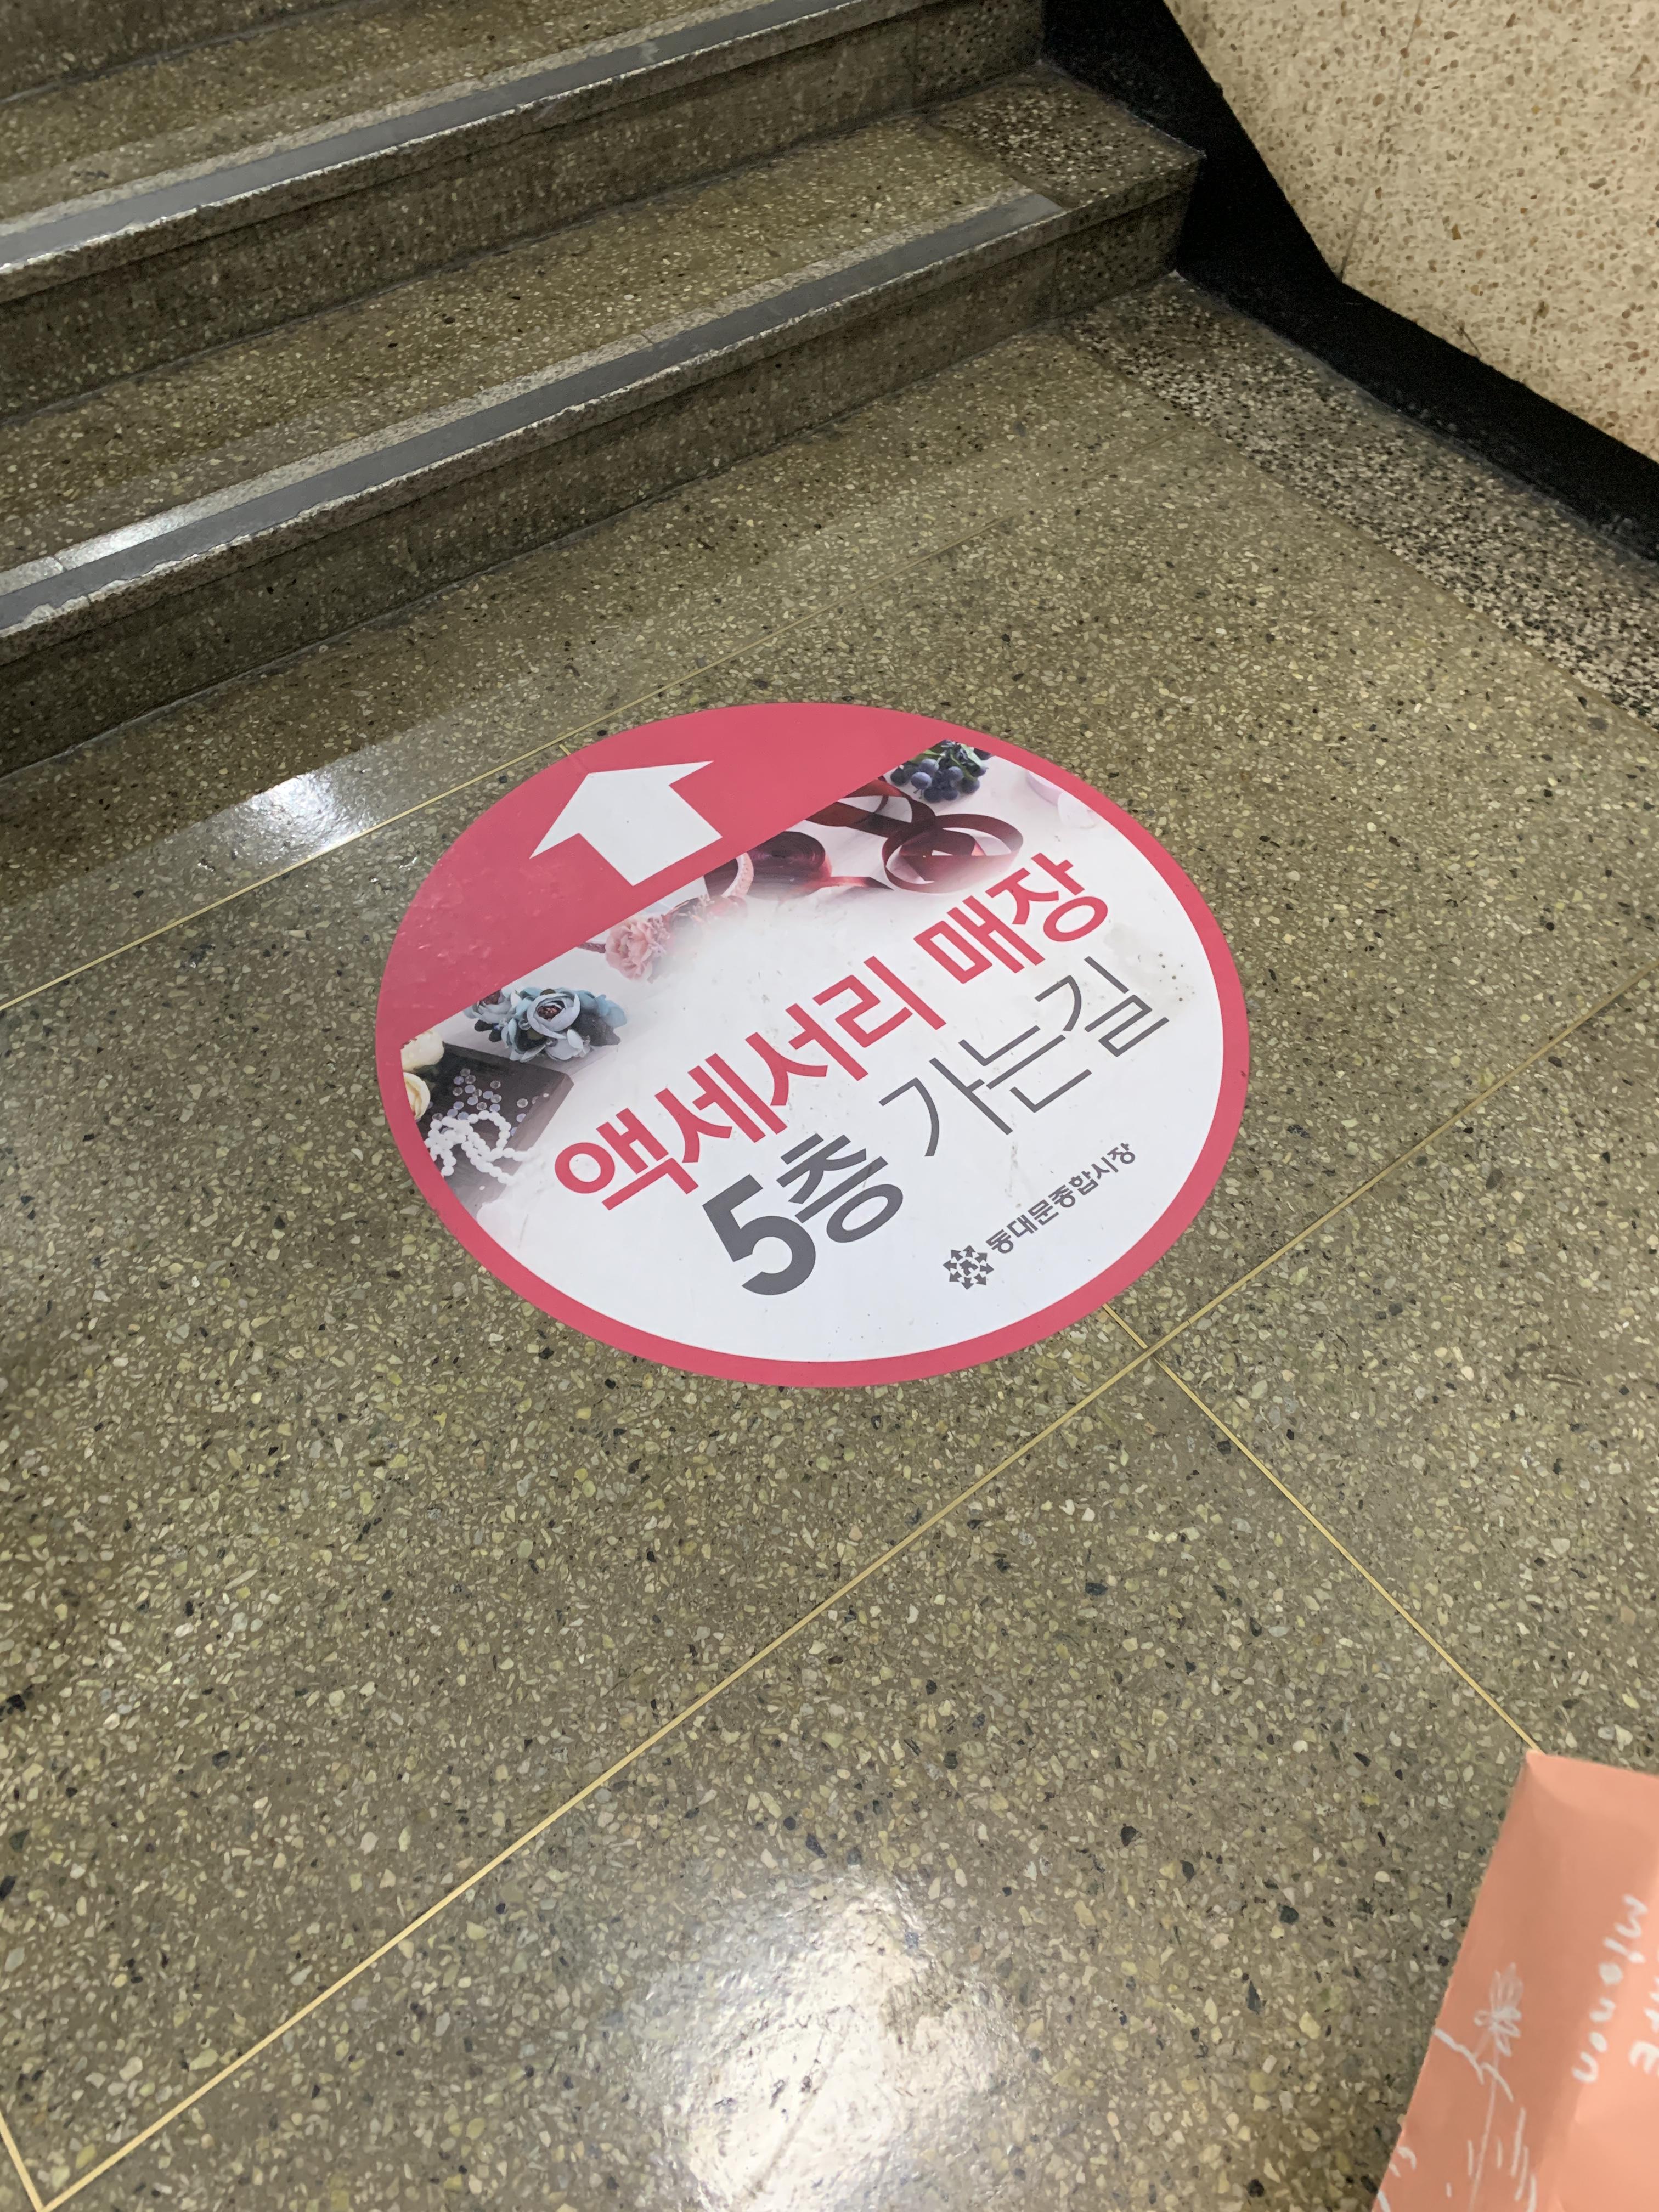 액세서리 매장
5층 가는길
동대문종합시장